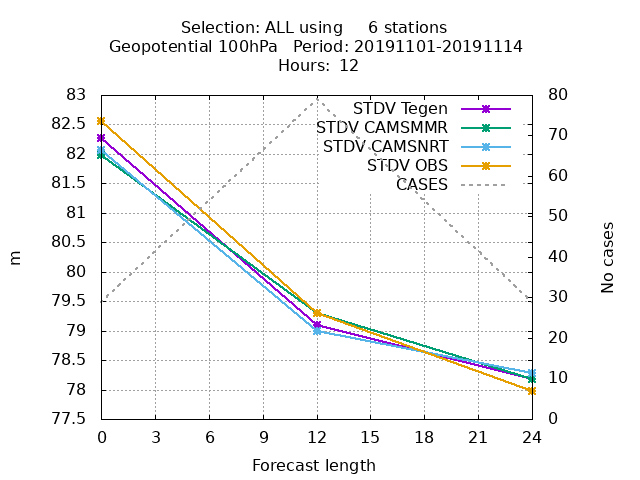 Selection: ALL using     6 stations
Geopotential 100hPa   Period: 20191101-20191114
Hours:  12
83
82.5
82
81.5
81
80.5
80
79.5
79
78.5
78
77.5
m
STDV Tegen
STDV CAMSMMR
STDV CAMSNRT
STDV OBS
CASES
80
70
60
50
40
30
20
10
0
No cases
0 3 6 9 12 15 18 21 24
Forecast length